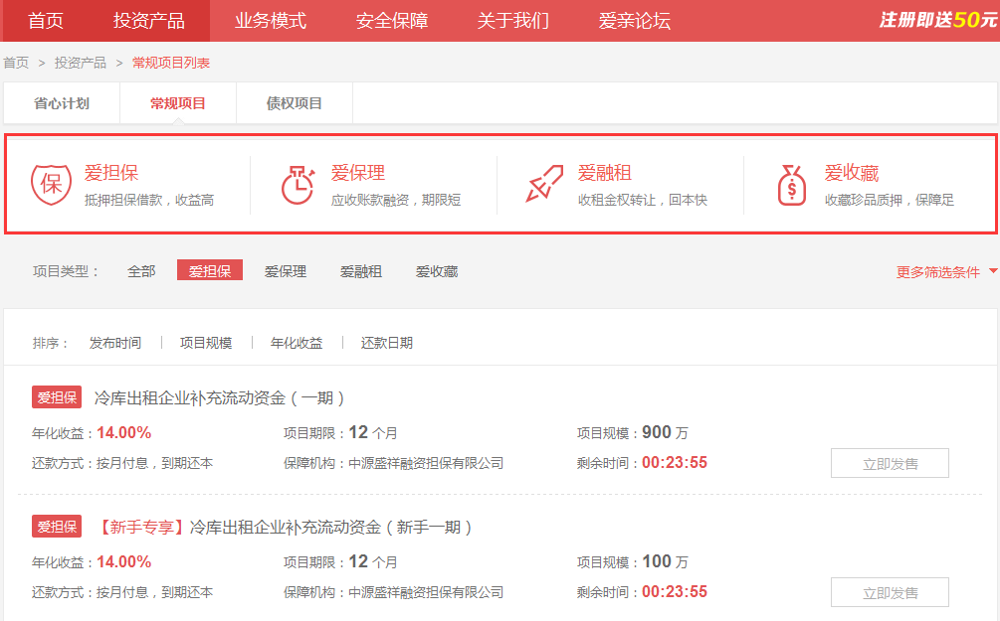 首页 投资产品 业务模式 安全保障 关于我们 爱亲论坛 注册即送50元
首页 > 投资产品 > 常规项目列表
省心计划 常规项目 债权项目
保 爱担保 爱保理 爱融租 $ 爱收藏
抵押担保借款，收益高 应收账款融资，期限短 收租金权转让，回本快 收藏珍品质押，保障足
项目类型： 全部 爱担保 爱保理 爱融租 爱收藏 更多筛选条件
排序： 发布时间 | 项目规模 | 年化收益 | 还款日期
爱担保 冷库出租企业补充流动资金（一期）
年化收益：14.00% 项目期限：12 个月 项目规模：900 万
还款方式：按月付息，到期还本 保障机构：中源盛祥融资担保有限公司 剩余时间：00:23:55 立即发售
爱担保 【新手专享】冷库出租企业补充流动资金（新手一期）
年化收益：14.00% 项目期限：12 个月 项目规模：100 万
还款方式：按月付息，到期还本 保障机构：中源盛祥融资担保有限公司 剩余时间：00:23:55 立即发售